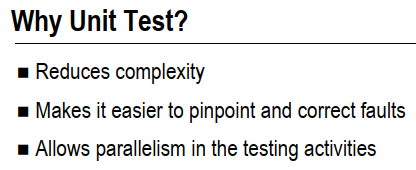 Why Unit Test?
■ Reduces complexity
■ Makes it easier to pinpoint and correct faults
■ Allows parallelism in the testing activities